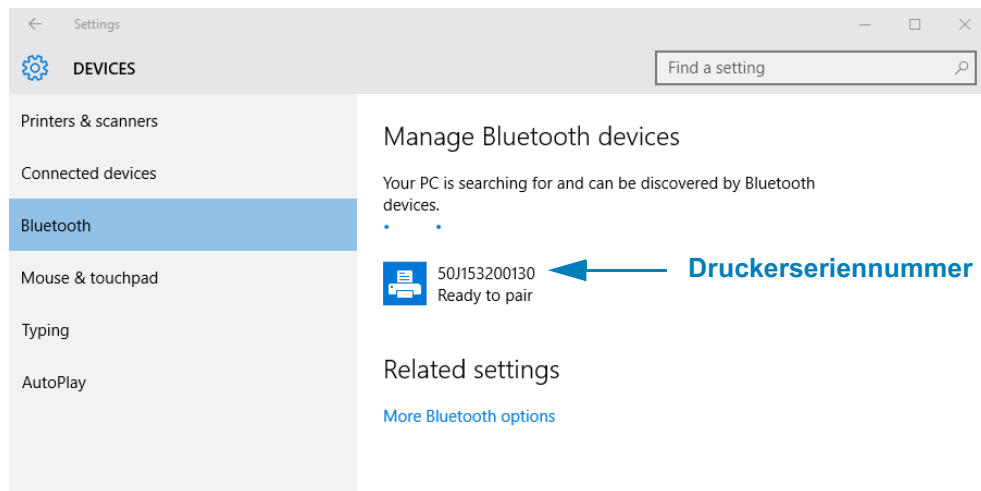 Settings
DEVICES
Find a setting
Printers & scanners
Connected devices
Bluetooth
Mouse & touchpad
Typing
AutoPlay
Manage Bluetooth devices
Your PC is searching for and can be discovered by Bluetooth
devices.
50J153200130
Druckerseriennummer
Ready to pair
Related settings
More Bluetooth options